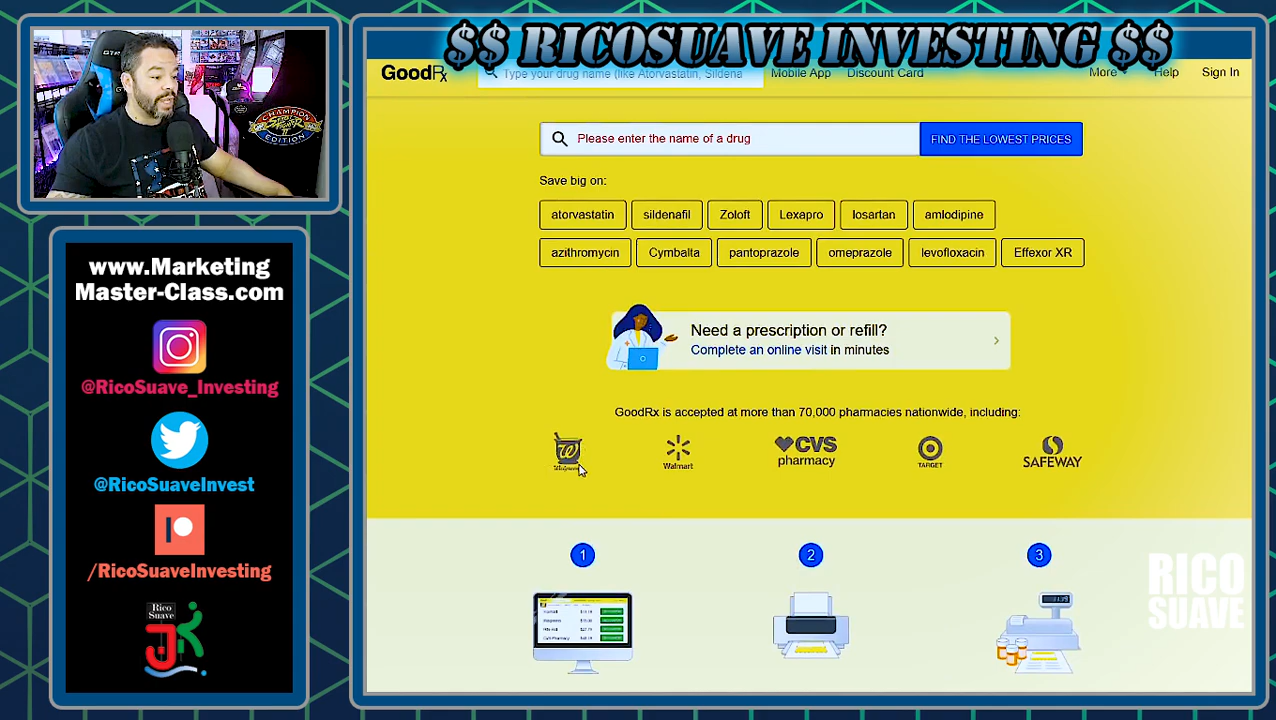 $$ RICOSUAVE INVESTING $$
GoodRx
Type your drug name (like Atorvastatin, Sildena
Mobile App
Discount Card
More
Help
Sign In
Please enter the name of a drug
FIND THE LOWEST PRICES
Save big on:
atorvastatin
sildenafil
Zoloft
Lexapro
losartan
amlodipine
azithromycin
Cymbalta
pantoprazole
omeprazole
levofloxacin
Effexor XR
Need a prescription or refill?
Complete an online visit in minutes
GoodRx is accepted at more than 70,000 pharmacies nationwide, including:
Walgreens
Walmart
CVS
pharmacy
TARGET
SAFEWAY
1
2
3
RICO
SUAVE
CHAMPION
EDITION
www.Marketing
Master-Class.com
@RicoSuave_Investing
@RicoSuaveInvest
/RicoSuaveInvesting
Rico
Suave
JK